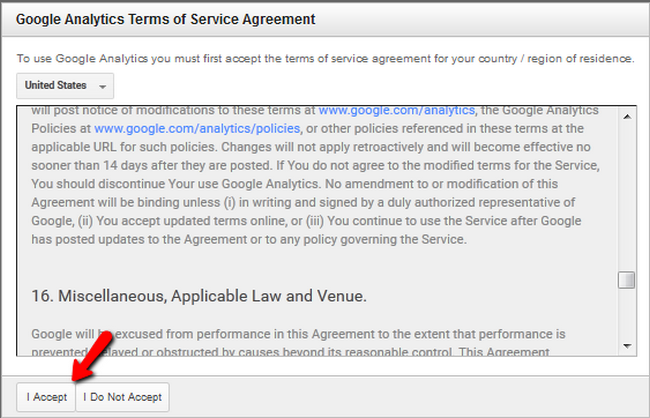 Google Analytics Terms of Service Agreement
To use Google Analytics you must first accept the terms of service agreement for your country / region of residence.
United States
will post notice of modifications to these terms at www.google.com/analytics, the Google Analytics
Policies at www.google.com/analytics/policies, or other policies referenced in these terms at the
applicable URL for such policies. Changes will not apply retroactively and will become effective no
sooner than 14 days after they are posted. If You do not agree to the modified terms for the Service,
You should discontinue Your use Google Analytics. No amendment to or modification of this
Agreement will be binding unless (i) in writing and signed by a duly authorized representative of
Google, (ii) You accept updated terms online, or (iii) You continue to use the Service after Google
has posted updates to the Agreement or to any policy governing the Service.
16. Miscellaneous, Applicable Law and Venue.
Google will be excused from performance in this Agreement to the extent that performance is
prevented, delayed or obstructed by causes beyond its reasonable control. This Agreement
I Accept
I Do Not Accept